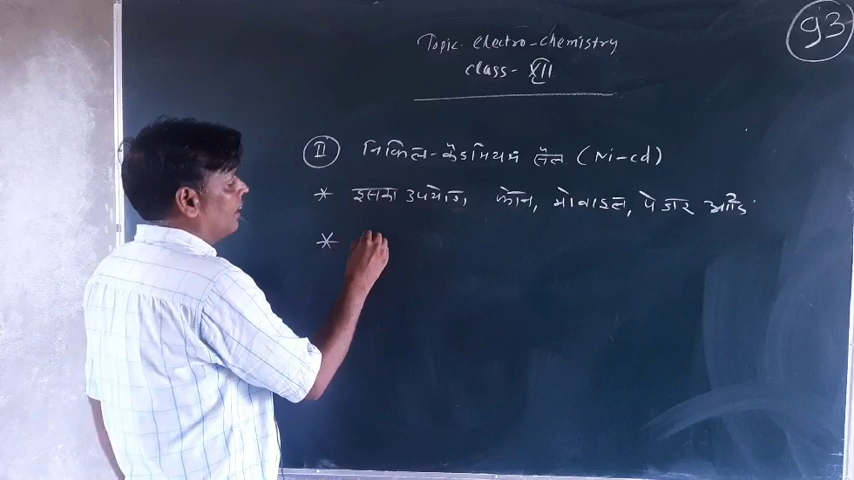 93
Topic. electro-chemistry
class- XII
II निकिल-कैडमियम सेल (Ni-cd)
* इसका उपयोग, फोन, मोबाइल, पेजर आदि
*